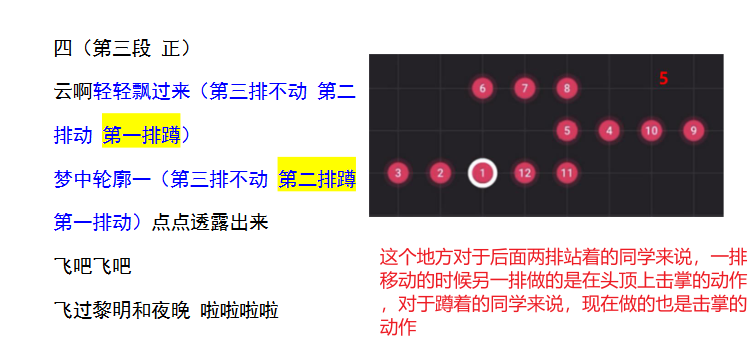 四（第三段 正）
云啊轻轻飘过来（第三排不动 第二
排动 第一排蹲）
梦中轮廓一（第三排不动 第二排蹲
第一排动）点点透露出来
飞吧飞吧
飞过黎明和夜晚 啦啦啦啦
5
6 7 8
5 4 10 9
3 2 1 12 11
这个地方对于后面两排站着的同学来说，一排
移动的时候另一排做的是在头顶上击掌的动作
，对于蹲着的同学来说，现在做的也是击掌的
动作